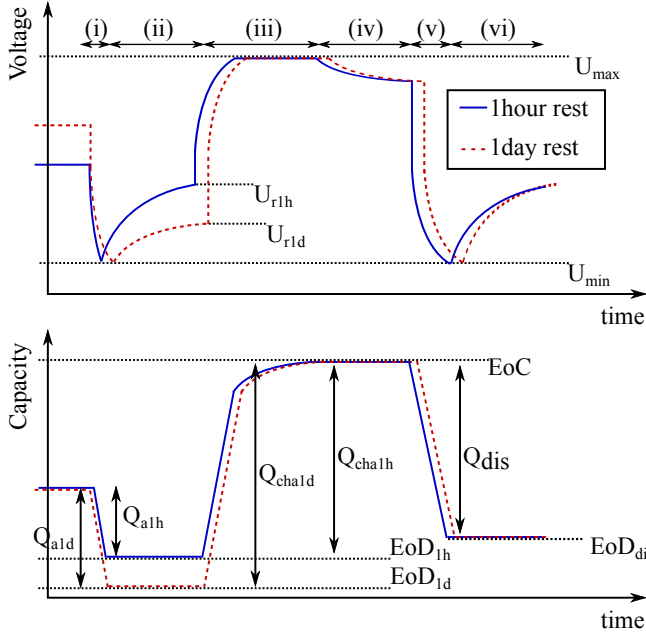 (i) (ii) (iii) (iv) (v) (vi)
Voltage
Umax
1hour rest
1day rest
Ur1h
Ur1d
Umin
time
Capacity
EoC
Qcha1d
Qcha1h
Qdis
Qa1h
Qa1d
EoD1h
EoDdi
EoD1d
time